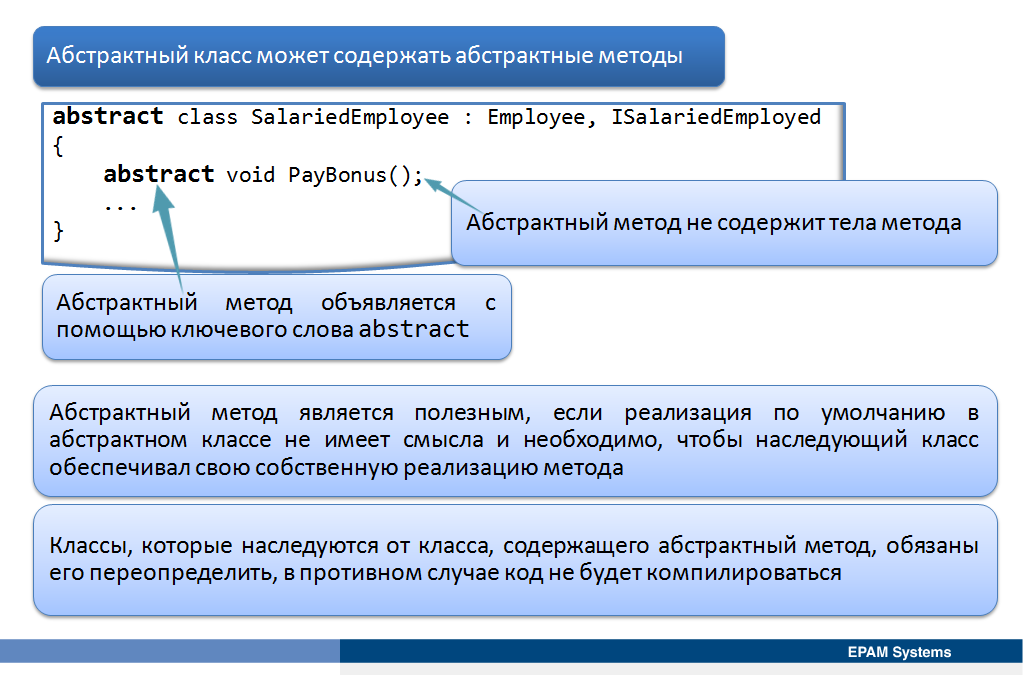 Абстрактный класс может содержать абстрактные методы
abstract class SalariedEmployee : Employee, ISalariedEmployed
{
abstract void PayBonus();
...
}
Абстрактный метод не содержит тела метода
Абстрактный метод объявляется с
помощью ключевого слова abstract
Абстрактный метод является полезным, если реализация по умолчанию в
абстрактном классе не имеет смысла и необходимо, чтобы наследующий класс
обеспечивал свою собственную реализацию метода
Классы, которые наследуются от класса, содержащего абстрактный метод, обязаны
его переопределить, в противном случае код не будет компилироваться
EPAM Systems